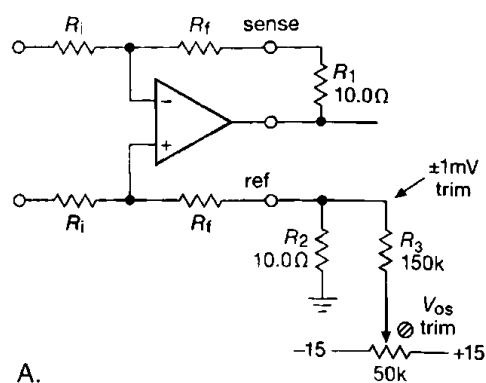 Ri
Rf
sense
R1
10.0Ω
−
+
±1mV
trim
Ri
Rf
ref
R2
10.0Ω
R3
150k
Vos
trim
−15
+15
50k
A.